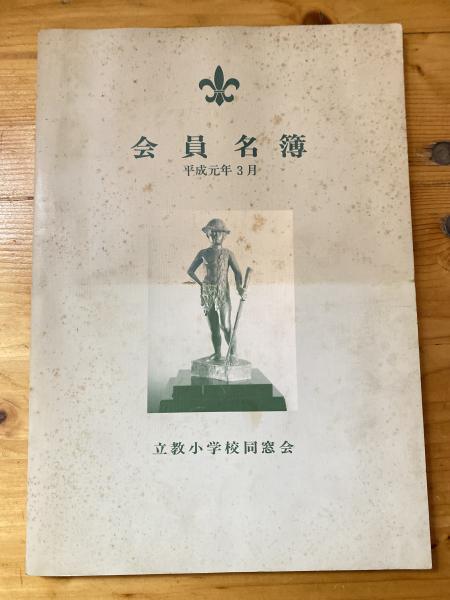 会員名簿
平成元年3月
立教小学校同窓会